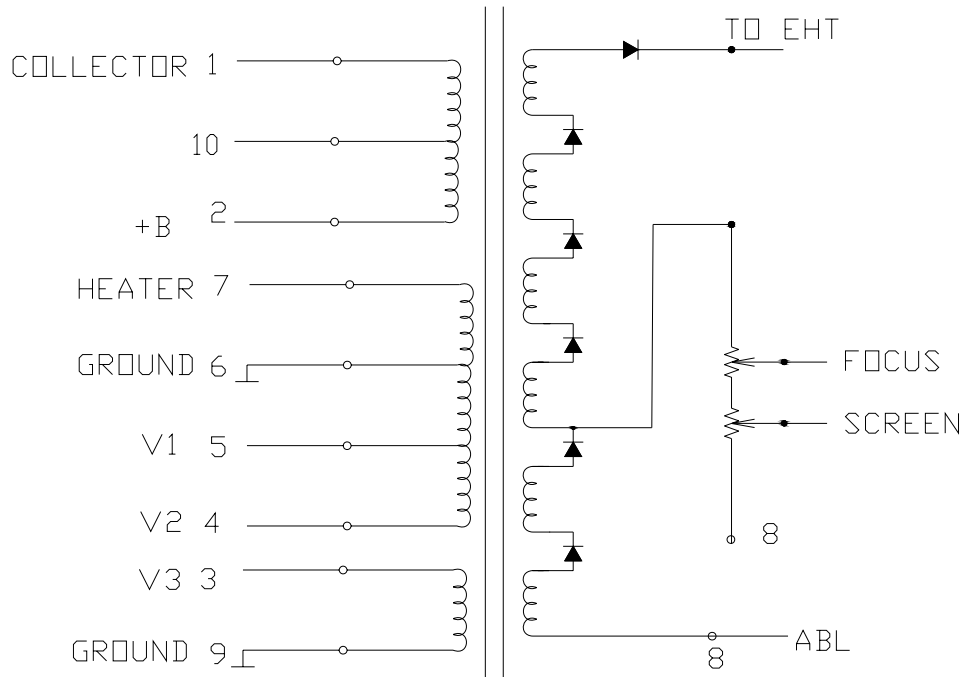 TO EHT
COLLECTOR 1
10
+B 2
HEATER 7
GROUND 6
FOCUS
V1 5
SCREEN
V2 4
8
V3 3
GROUND 9
ABL
8